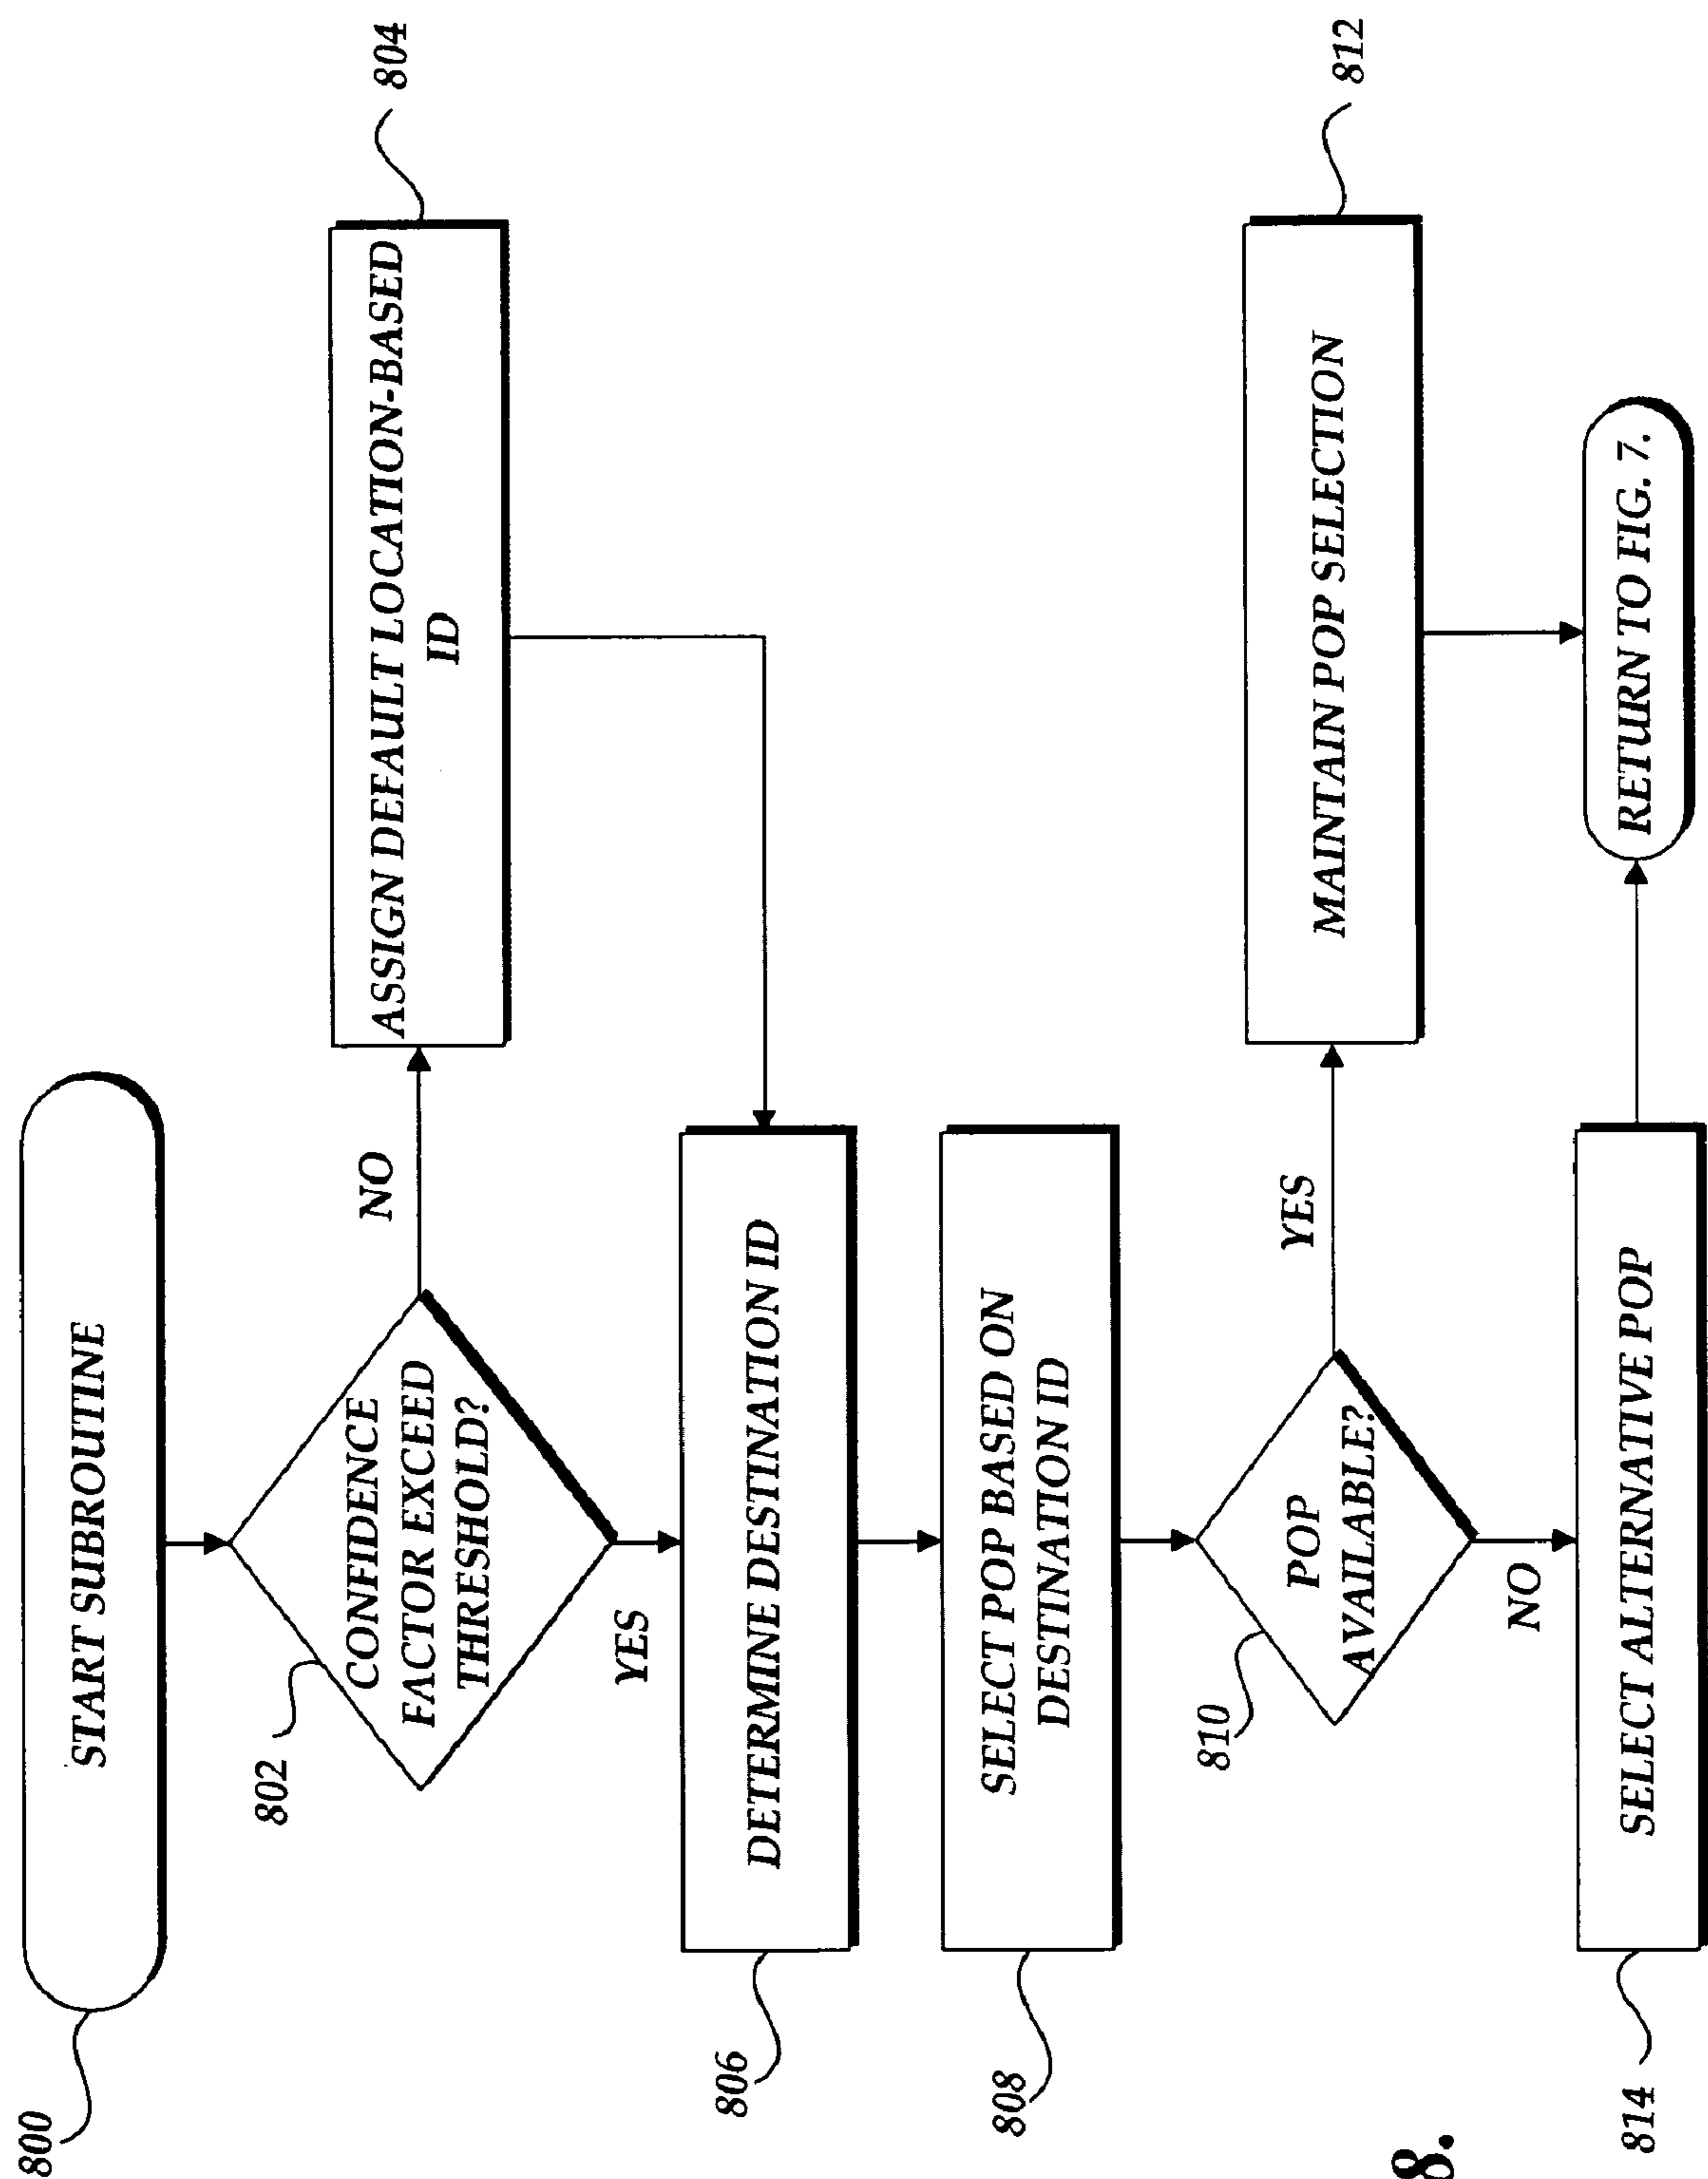 800
START SUBROUTINE
802
CONFIDENCE
FACTOR EXCEED
THRESHOLD?
NO
804
ASSIGN DEFAULT LOCATION-BASED
ID
YES
806
DETERMINE DESTINATION ID
808
SELECT POP BASED ON
DESTINATION ID
810
POP
AVAILABLE?
YES
812
MAINTAIN POP SELECTION
NO
814
SELECT ALTERNATIVE POP
RETURN TO FIG. 7.
8.